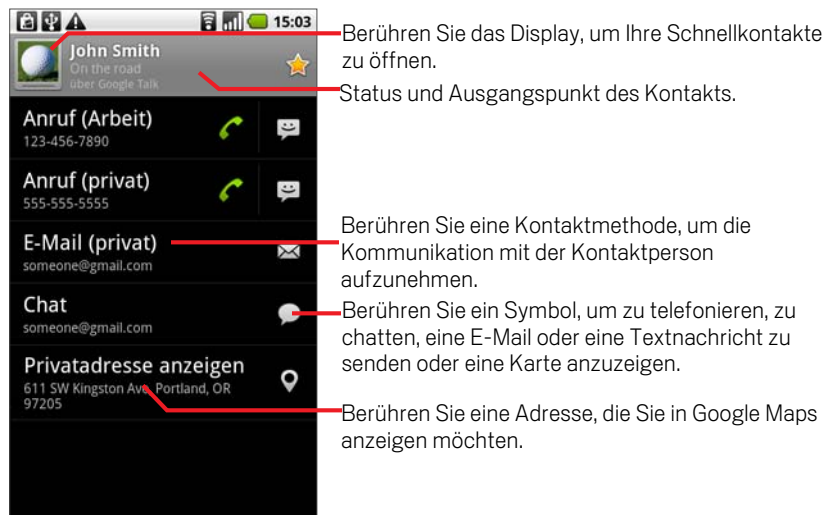 15:03
John Smith
On the road
über Google Talk
Anruf (Arbeit)
123-456-7890
Anruf (privat)
555-555-5555
E-Mail (privat)
someone@gmail.com
Chat
someone@gmail.com
Privatadresse anzeigen
611 SW Kingston Ave, Portland, OR
97205
Berühren Sie das Display, um Ihre Schnellkontakte
zu öffnen.
Status und Ausgangspunkt des Kontakts.
Berühren Sie eine Kontaktmethode, um die
Kommunikation mit der Kontaktperson
aufzunehmen.
Berühren Sie ein Symbol, um zu telefonieren, zu
chatten, eine E-Mail oder eine Textnachricht zu
senden oder eine Karte anzuzeigen.
Berühren Sie eine Adresse, die Sie in Google Maps
anzeigen möchten.